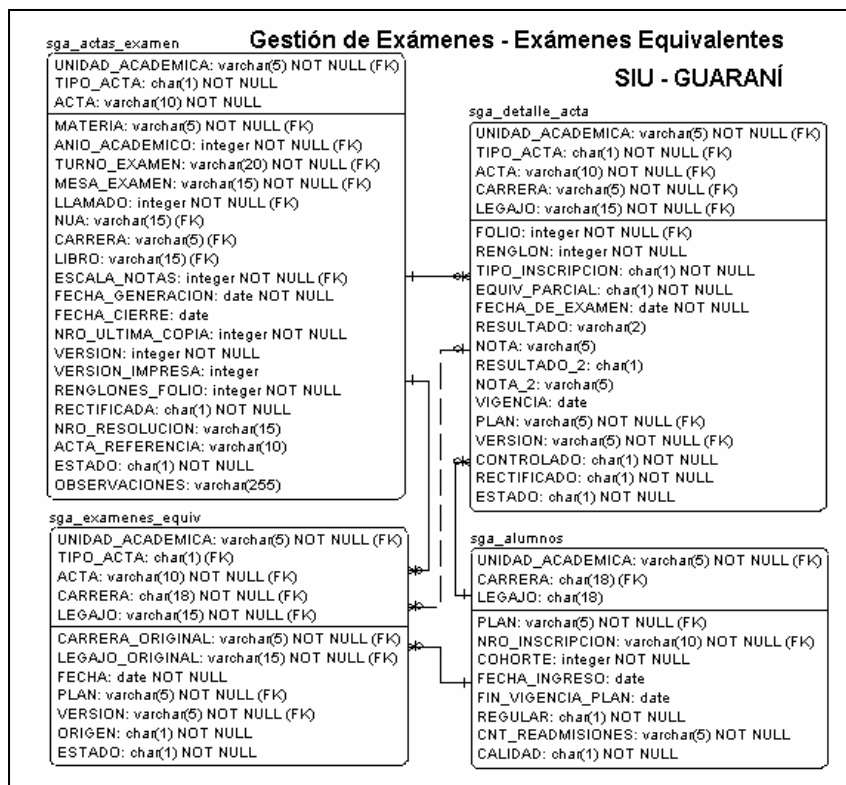 Gestión de Exámenes - Exámenes Equivalentes
SIU - GUARANÍ
sga_actas_examen
UNIDAD_ACADEMICA: varchar(5) NOT NULL (FK)
TIPO_ACTA: char(1) NOT NULL
ACTA: varchar(10) NOT NULL
MATERIA: varchar(5) NOT NULL (FK)
ANIO_ACADEMICO: integer NOT NULL (FK)
TURNO_EXAMEN: varchar(20) NOT NULL (FK)
MESA_EXAMEN: varchar(15) NOT NULL (FK)
LLAMADO: integer NOT NULL (FK)
NUA: varchar(15) (FK)
CARRERA: varchar(5) (FK)
LIBRO: varchar(15) (FK)
ESCALA_NOTAS: integer NOT NULL (FK)
FECHA_GENERACION: date NOT NULL
FECHA_CIERRE: date
NRO_ULTIMA_COPIA: integer NOT NULL
VERSION: integer NOT NULL
VERSION_IMPRESA: integer
RENGLONES_FOLIO: integer NOT NULL
RECTIFICADA: char(1) NOT NULL
NRO_RESOLUCION: varchar(15)
ACTA_REFERENCIA: varchar(10)
ESTADO: char(1) NOT NULL
OBSERVACIONES: varchar(255)
sga_detalle_acta
UNIDAD_ACADEMICA: varchar(5) NOT NULL (FK)
TIPO_ACTA: char(1) NOT NULL (FK)
ACTA: varchar(10) NOT NULL (FK)
CARRERA: varchar(5) NOT NULL (FK)
LEGAJO: varchar(15) NOT NULL (FK)
FOLIO: integer NOT NULL (FK)
RENGLON: integer NOT NULL
TIPO_INSCRIPCION: char(1) NOT NULL
EQUIV_PARCIAL: char(1) NOT NULL
FECHA_DE_EXAMEN: date NOT NULL
RESULTADO: varchar(2)
NOTA: varchar(5)
RESULTADO_2: char(1)
NOTA_2: varchar(5)
VIGENCIA: date
PLAN: varchar(5) NOT NULL (FK)
VERSION: varchar(5) NOT NULL (FK)
CONTROLADO: char(1) NOT NULL
RECTIFICADO: char(1) NOT NULL
ESTADO: char(1) NOT NULL
sga_examenes_equiv
UNIDAD_ACADEMICA: varchar(5) NOT NULL (FK)
TIPO_ACTA: char(1) (FK)
ACTA: varchar(10) NOT NULL (FK)
CARRERA: char(18) NOT NULL (FK)
LEGAJO: varchar(15) NOT NULL (FK)
CARRERA_ORIGINAL: varchar(5) NOT NULL (FK)
LEGAJO_ORIGINAL: varchar(15) NOT NULL (FK)
FECHA: date NOT NULL
PLAN: varchar(5) NOT NULL (FK)
VERSION: varchar(5) NOT NULL (FK)
ORIGEN: char(1) NOT NULL
ESTADO: char(1) NOT NULL
sga_alumnos
UNIDAD_ACADEMICA: varchar(5) NOT NULL (FK)
CARRERA: char(18) (FK)
LEGAJO: char(18)
PLAN: varchar(5) NOT NULL (FK)
NRO_INSCRIPCION: varchar(10) NOT NULL (FK)
COHORTE: integer NOT NULL
FECHA_INGRESO: date
FIN_VIGENCIA_PLAN: date
REGULAR: char(1) NOT NULL
CNT_READMISIONES: varchar(5) NOT NULL
CALIDAD: char(1) NOT NULL